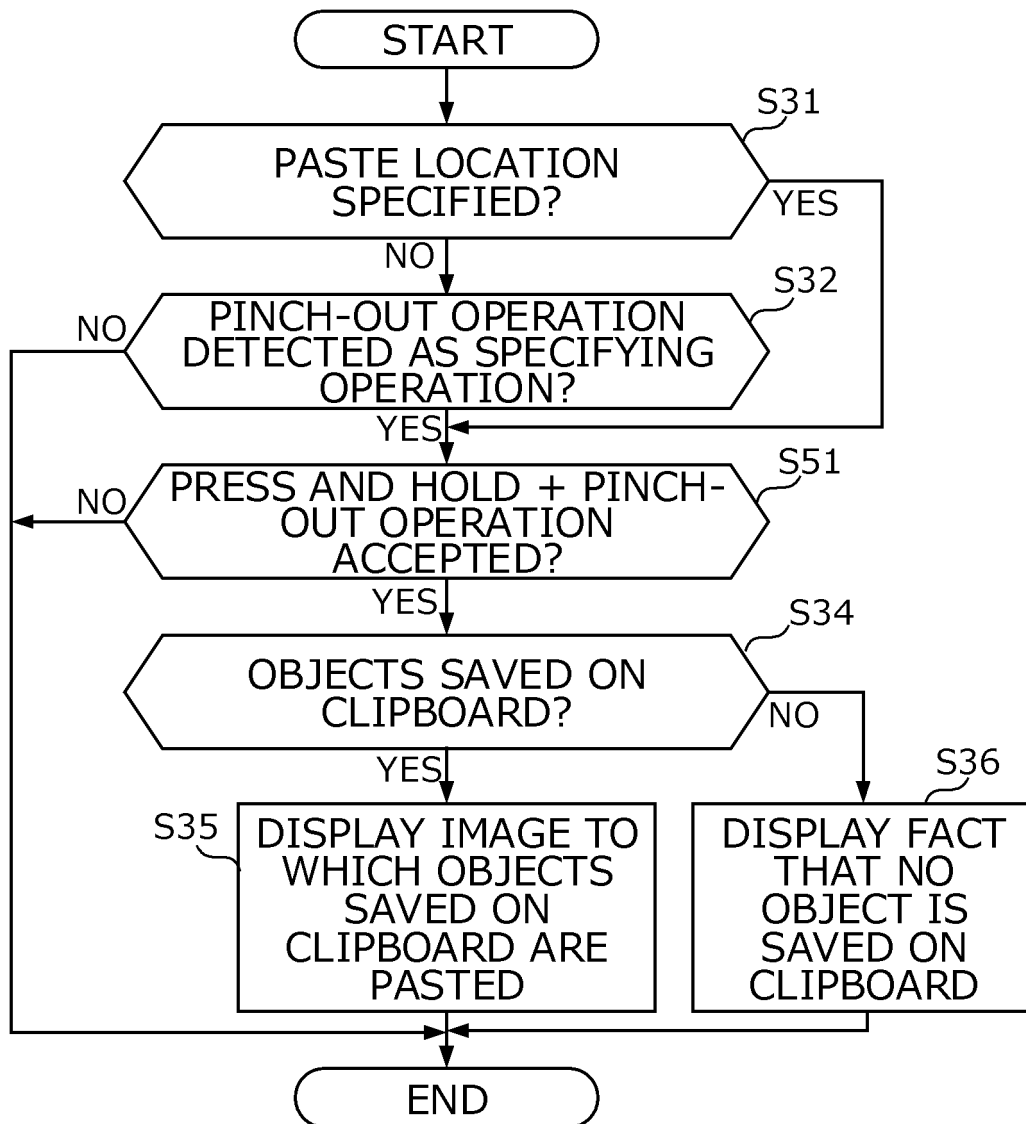 START
S31
PASTE LOCATION
SPECIFIED?
YES
NO
S32
PINCH-OUT OPERATION
DETECTED AS SPECIFYING
OPERATION?
NO
YES
S51
PRESS AND HOLD + PINCH-
OUT OPERATION
ACCEPTED?
NO
YES
S34
OBJECTS SAVED ON
CLIPBOARD?
NO
YES
S35
DISPLAY IMAGE TO
WHICH OBJECTS
SAVED ON
CLIPBOARD ARE
PASTED
S36
DISPLAY FACT
THAT NO
OBJECT IS
SAVED ON
CLIPBOARD
END